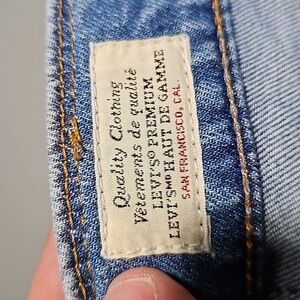 Quality Clothing
Vêtements de qualité
LEVI'S® PREMIUM
LEVI'S🅫 HAUT DE GAMME
SAN FRANCISCO, CAL.